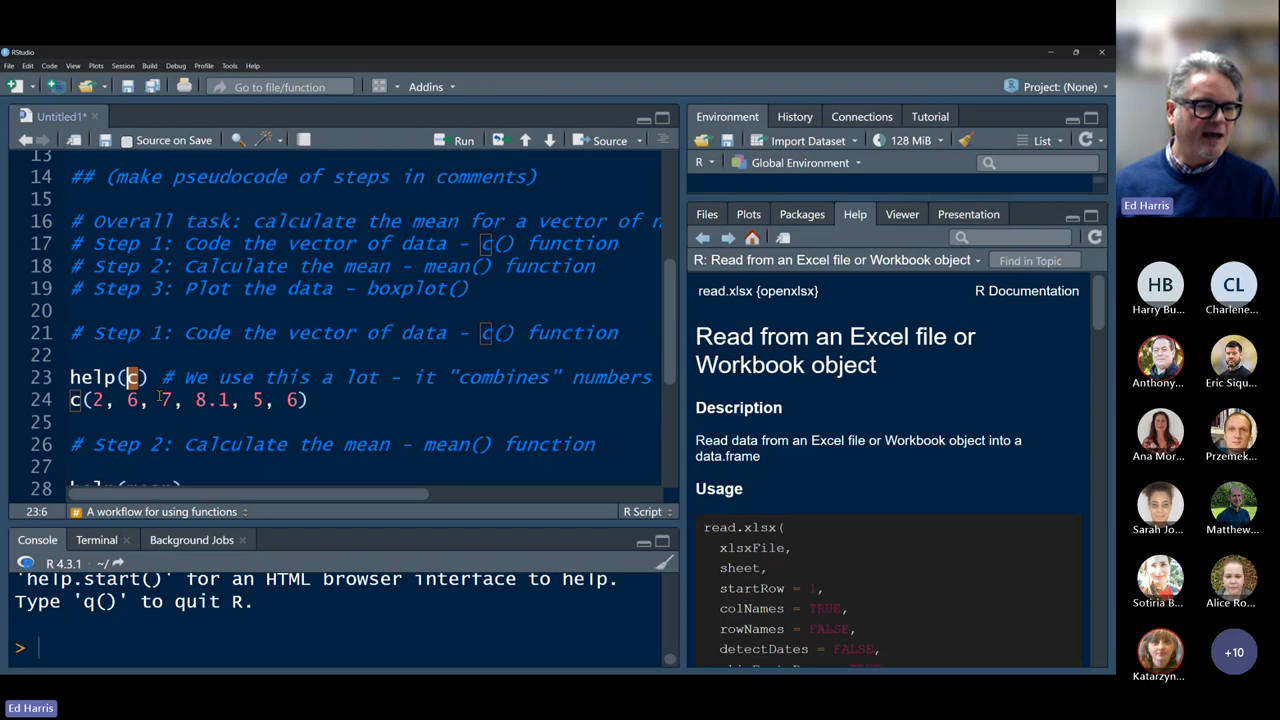 RStudio
File Edit Code View Plots Session Build Debug Profile Tools Help
Go to file/function
Addins
Project: (None)
Untitled1*
Source on Save
Run
Source
13
14 ## (make pseudocode of steps in comments)
15
16 # Overall task: calculate the mean for a vector of n
17 # Step 1: Code the vector of data - c() function
18 # Step 2: Calculate the mean - mean() function
19 # Step 3: Plot the data - boxplot()
20
21 # Step 1: Code the vector of data - c() function
22
23 help(c) # We use this a lot - it "combines" numbers
24 c(2, 6, 7, 8.1, 5, 6)
25
26 # Step 2: Calculate the mean - mean() function
27
28 help(mean)
23:6 A workflow for using functions R Script
Console Terminal Background Jobs
R 4.3.1 · ~/
'help.start()' for an HTML browser interface to help.
Type 'q()' to quit R.
>
Environment History Connections Tutorial
Import Dataset 128 MiB List
R Global Environment
Files Plots Packages Help Viewer Presentation
R: Read from an Excel file or Workbook object Find in Topic
read.xlsx {openxlsx} R Documentation
Read from an Excel file or
Workbook object
Description
Read data from an Excel file or Workbook object into a
data.frame
Usage
read.xlsx(
xlsxFile,
sheet,
startRow = 1,
colNames = TRUE,
rowNames = FALSE,
detectDates = FALSE,
Ed Harris
HB CL
Harry Bu... Charlene...
Anthony... Eric Siqu...
Ana Mor... Przemek...
Sarah Jo... Matthew...
Sotiria B... Alice Ro...
Katarzyn... +10
Ed Harris